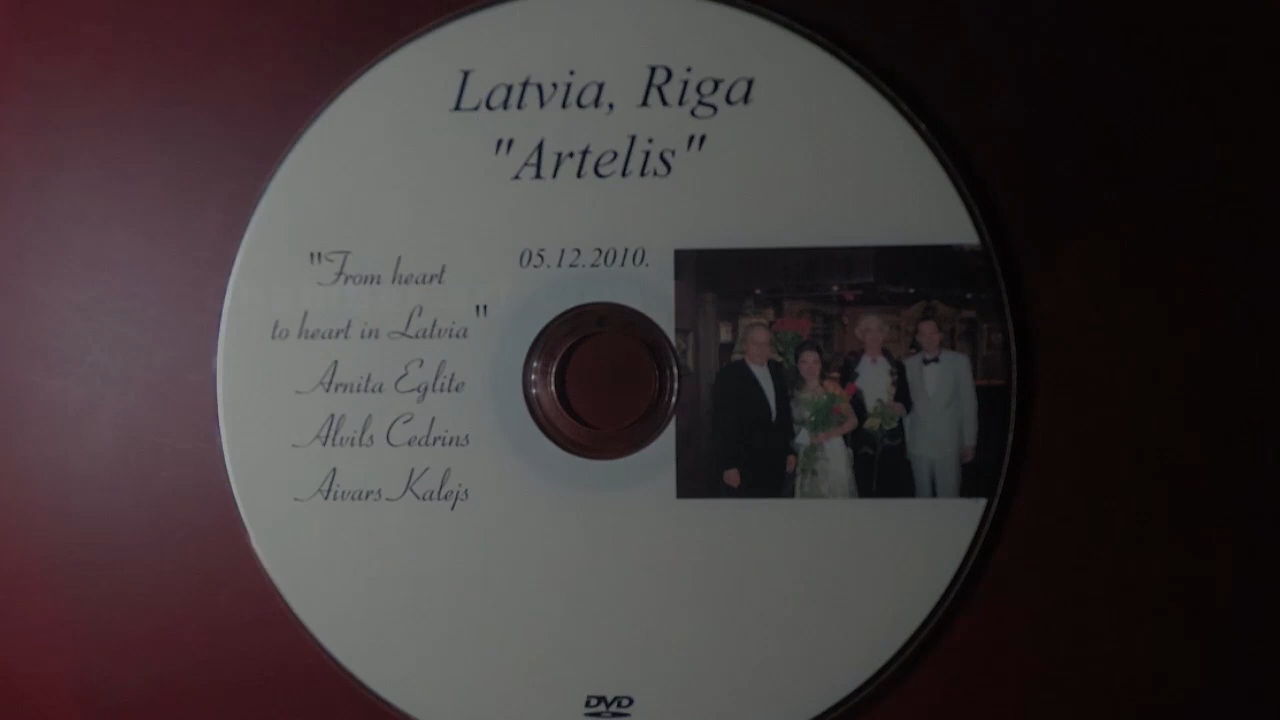 Latvia, Riga
"Artelis"
05.12.2010.
"From heart
to heart in Latvia"
Arnita Eglite
Alvils Cedrins
Aivars Kalejs
DVD